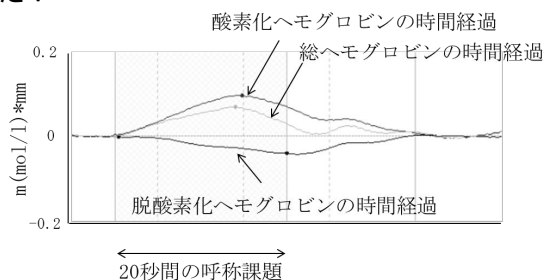 酸素化ヘモグロビンの時間経過
総ヘモグロビンの時間経過
0.2
m(mol/l)*mm
0
脱酸素化ヘモグロビンの時間経過
-0.2
20秒間の呼称課題